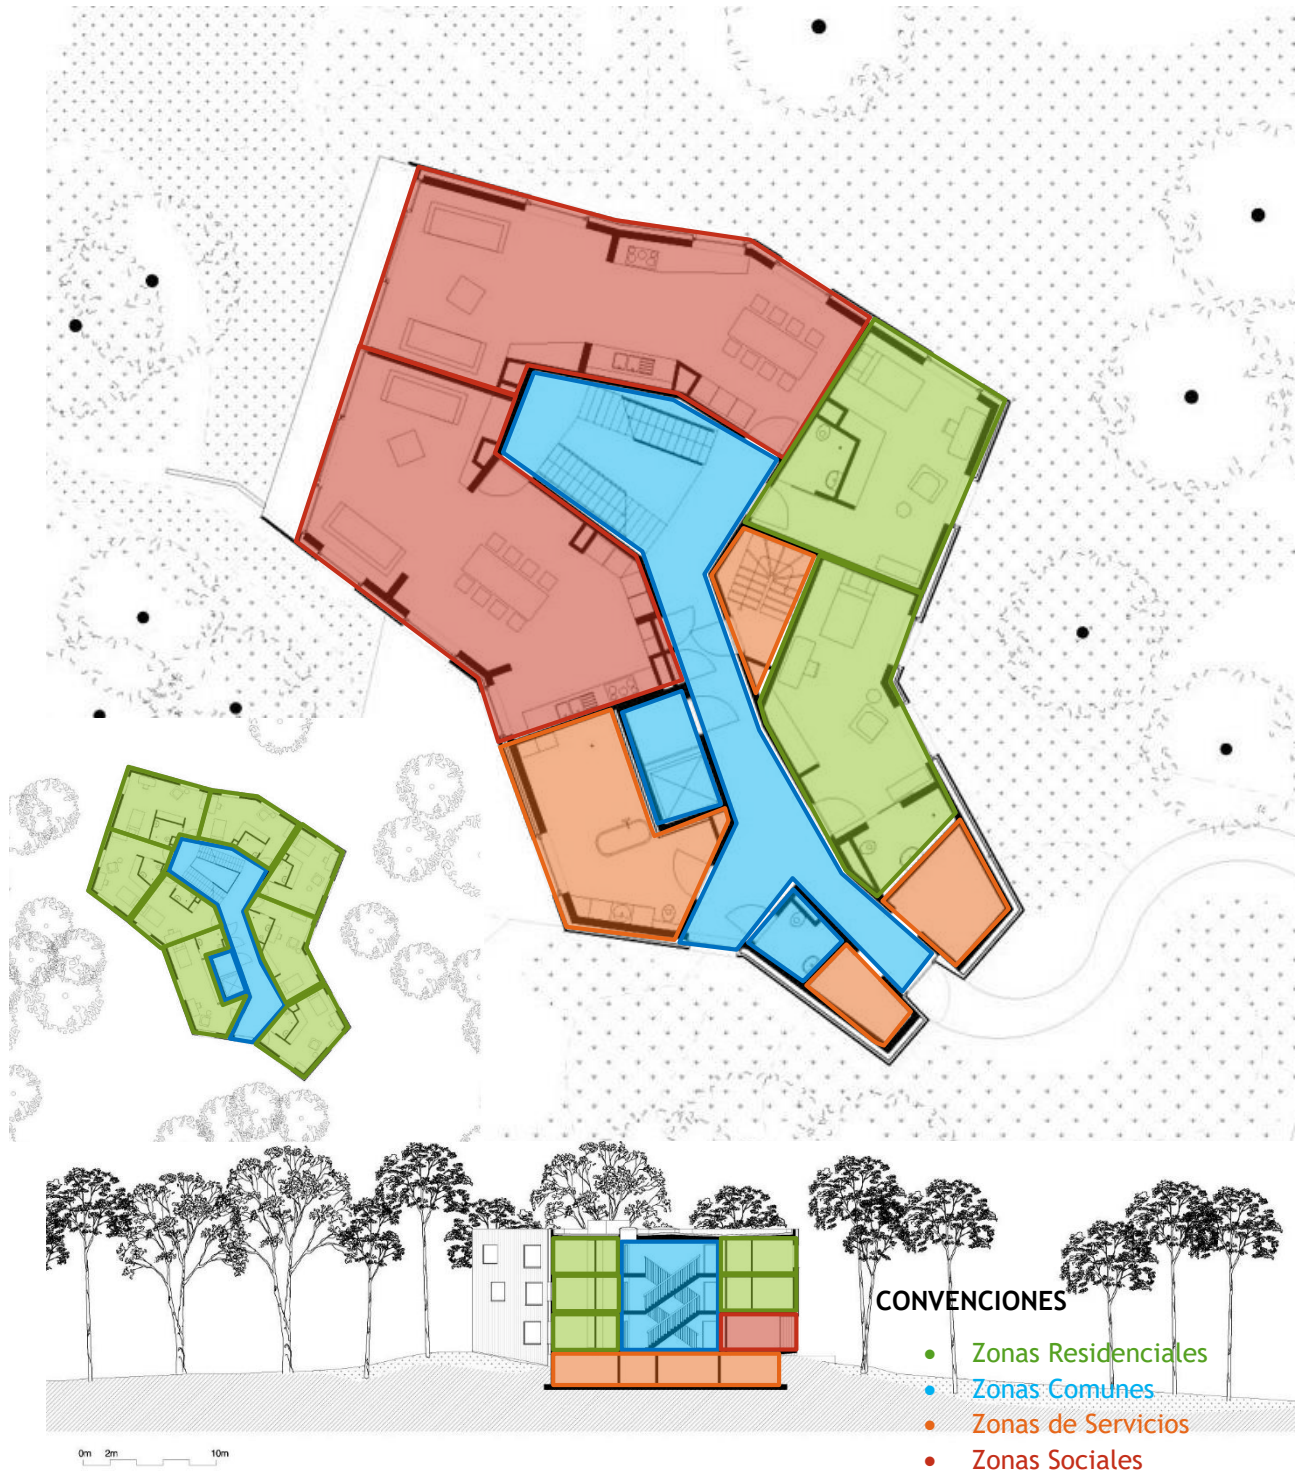 CONVENCIONES
• Zonas Residenciales
• Zonas Comunes
• Zonas de Servicios
• Zonas Sociales
0m 2m 10m